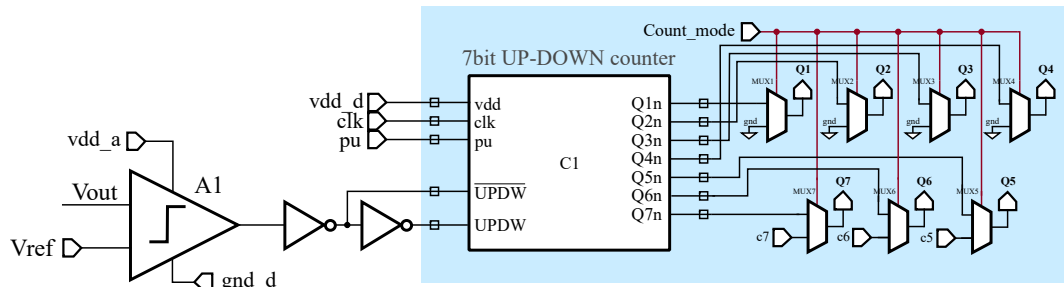 Count_mode
7bit UP-DOWN counter
Q1
Q2
Q3
Q4
MUX1
MUX2
MUX3
MUX4
vdd_d
clk
pu
vdd
clk
pu
Q1n
Q2n
Q3n
Q4n
Q5n
Q6n
Q7n
C1
gnd
gnd
gnd
gnd
vdd_a
A1
Vout
Vref
gnd_d
UPDW
UPDW
MUX7
MUX6
MUX5
Q7
Q6
Q5
c7
c6
c5